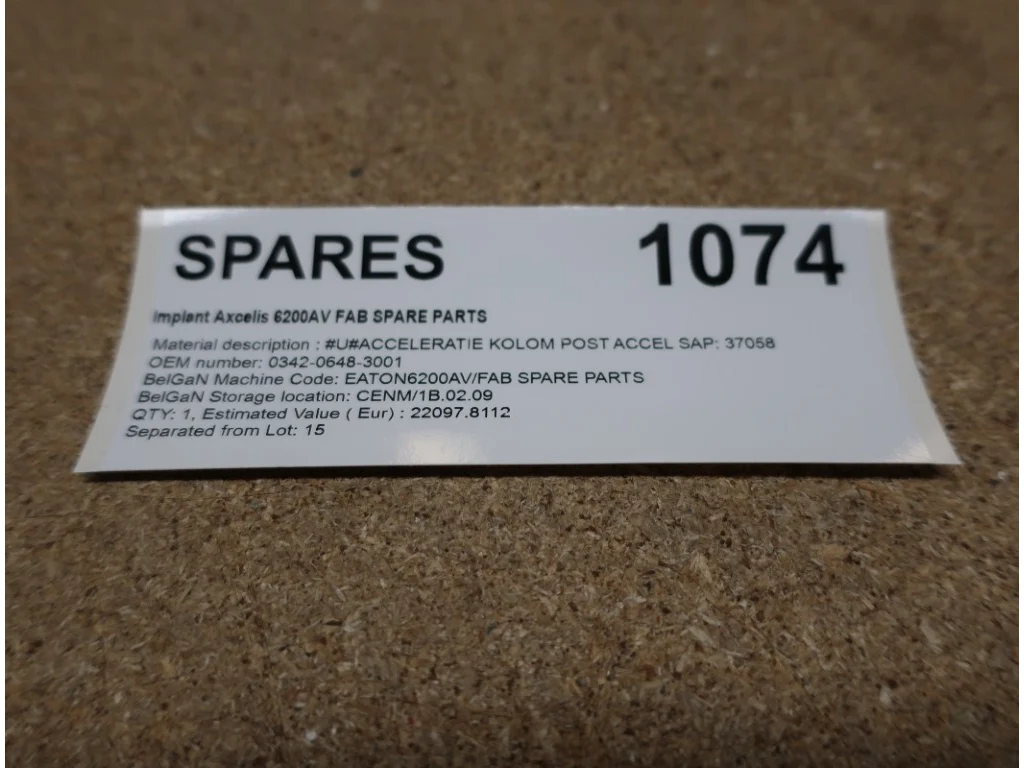 SPARES 1074
Implant Axcelis 6200AV FAB SPARE PARTS
Material description : #U#ACCELERATIE KOLOM POST ACCEL SAP: 37058
OEM number: 0342-0648-3001
BelGaN Machine Code: EATON6200AV/FAB SPARE PARTS
BelGaN Storage location: CENM/1B.02.09
QTY: 1, Estimated Value ( Eur) : 22097.8112
Separated from Lot: 15